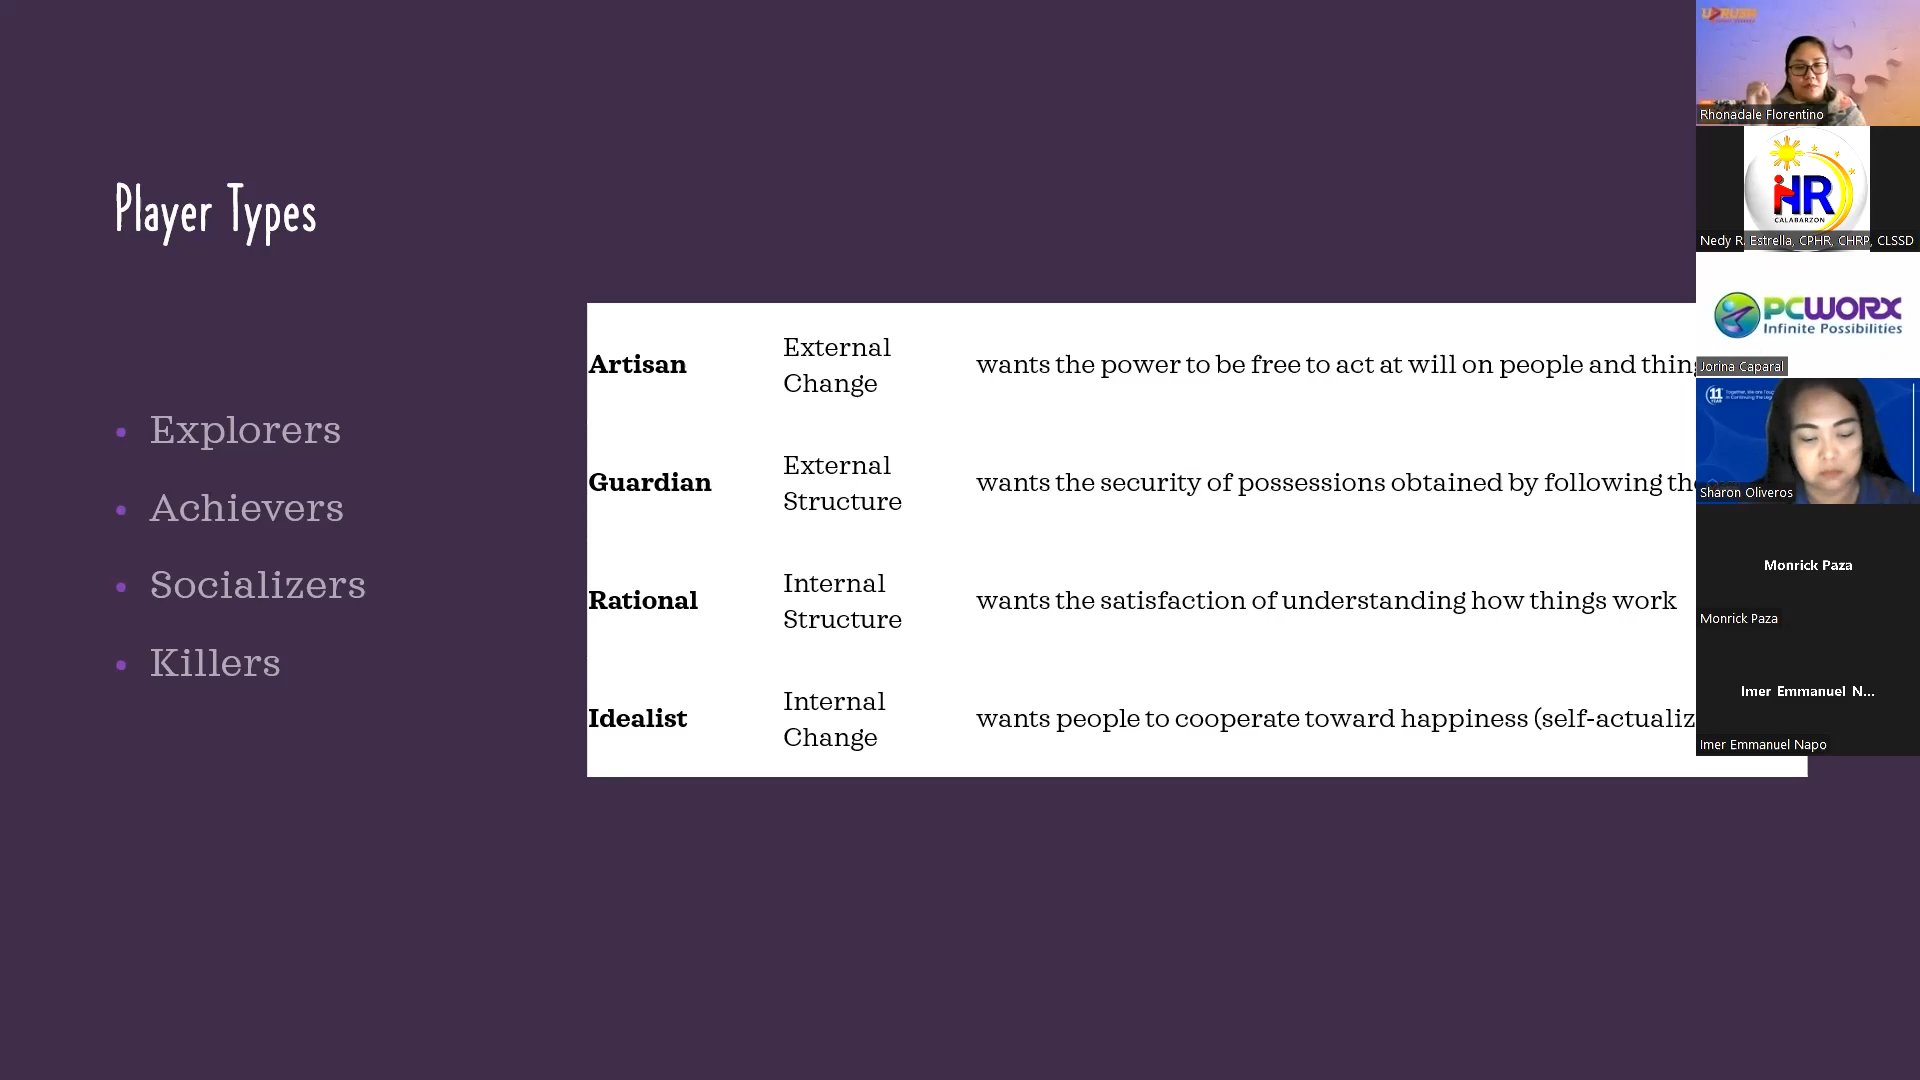 Player Types
Explorers
Achievers
Socializers
Killers
Artisan
External
Change
wants the power to be free to act at will on people and thin
Guardian
External
Structure
wants the security of possessions obtained by following
Rational
Internal
Structure
wants the satisfaction of understanding how things work
Idealist
Internal
Change
wants people to cooperate toward happiness (self-actualiz
Rhonadale Florentino
HR
CALABARZON
Nedy R. Estrella, CPHR, CHRP, CLSSD
PCWORX
Infinite Possibilities
Jorina Caparal
11
Sharon Oliveros
Monrick Paza
Monrick Paza
Imer Emmanuel N...
Imer Emmanuel Napo